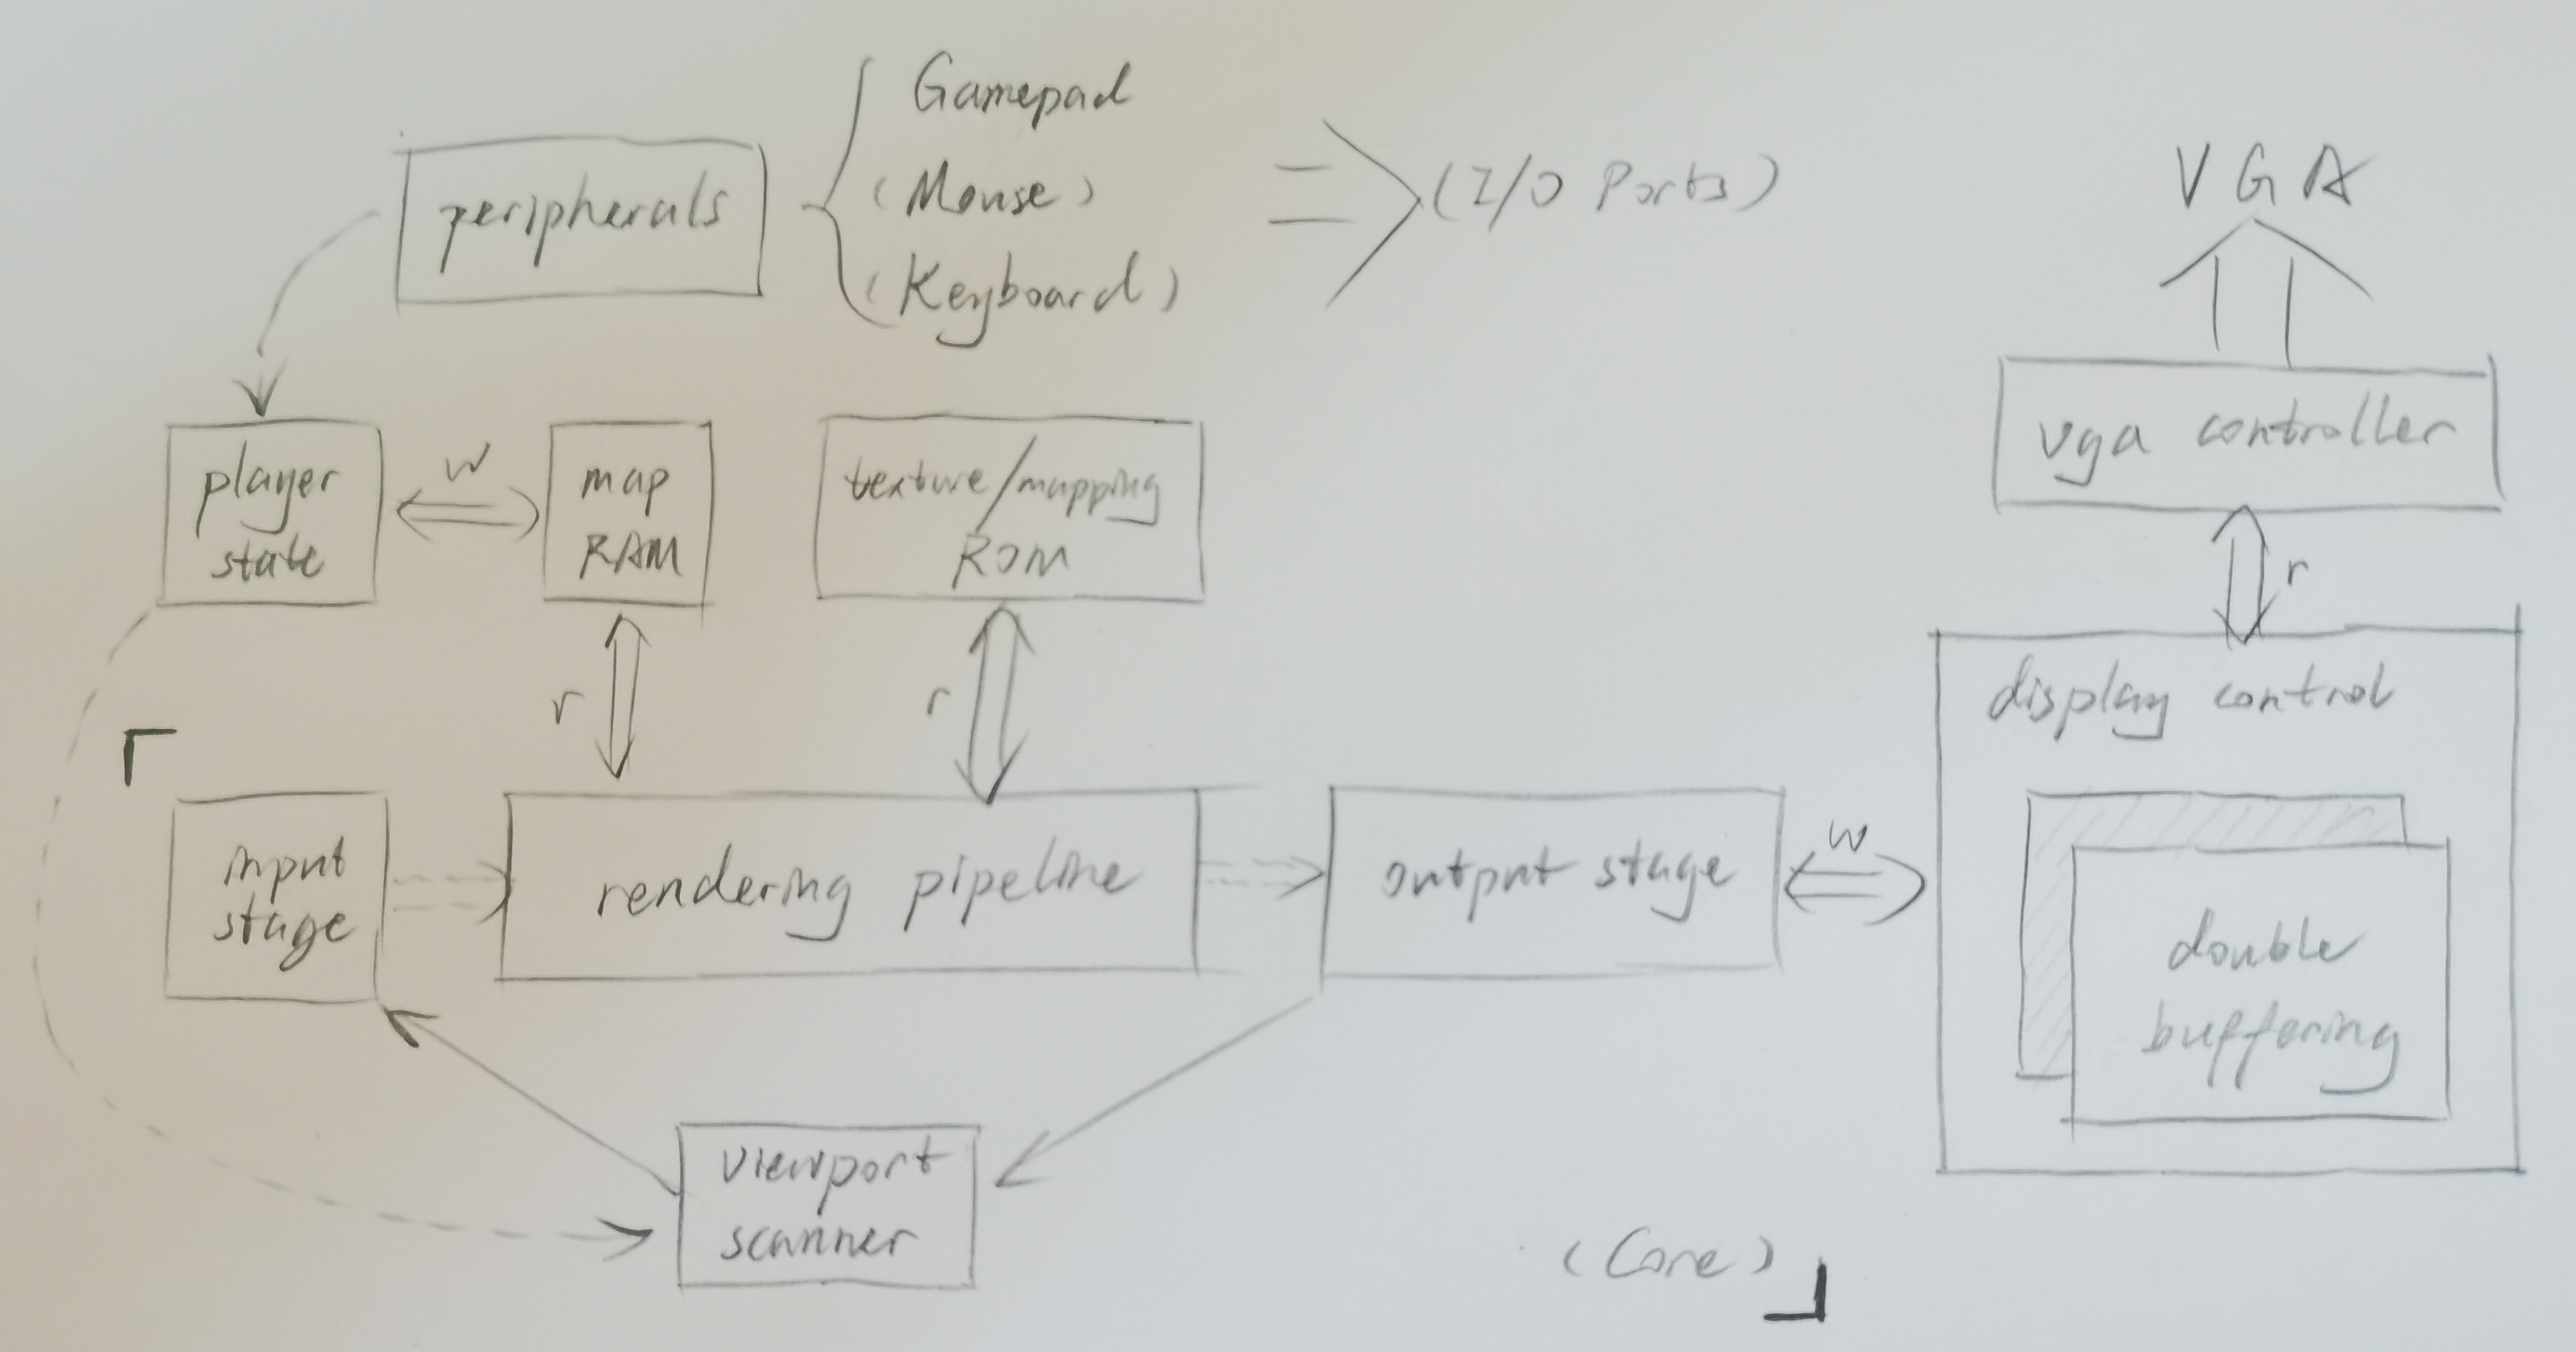 Gamepad
peripherals
(Mouse)
(I/O Ports)
(Keyboard)
VGA
vga controller
player
state
w
map
RAM
texture/mapping
ROM
r
r
r
display control
input
stage
rendering pipeline
output stage
w
double
buffering
viewport
scanner
(Core)